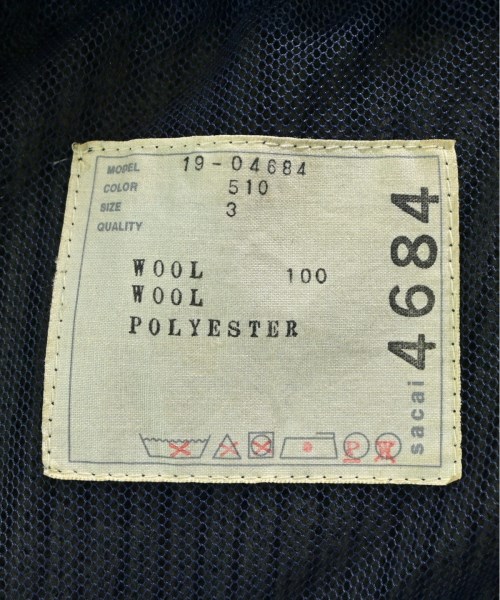 MODEL 19-04684
COLOR 510
SIZE 3
QUALITY
WOOL 100
WOOL
POLYESTER
sacai 4684
P
W